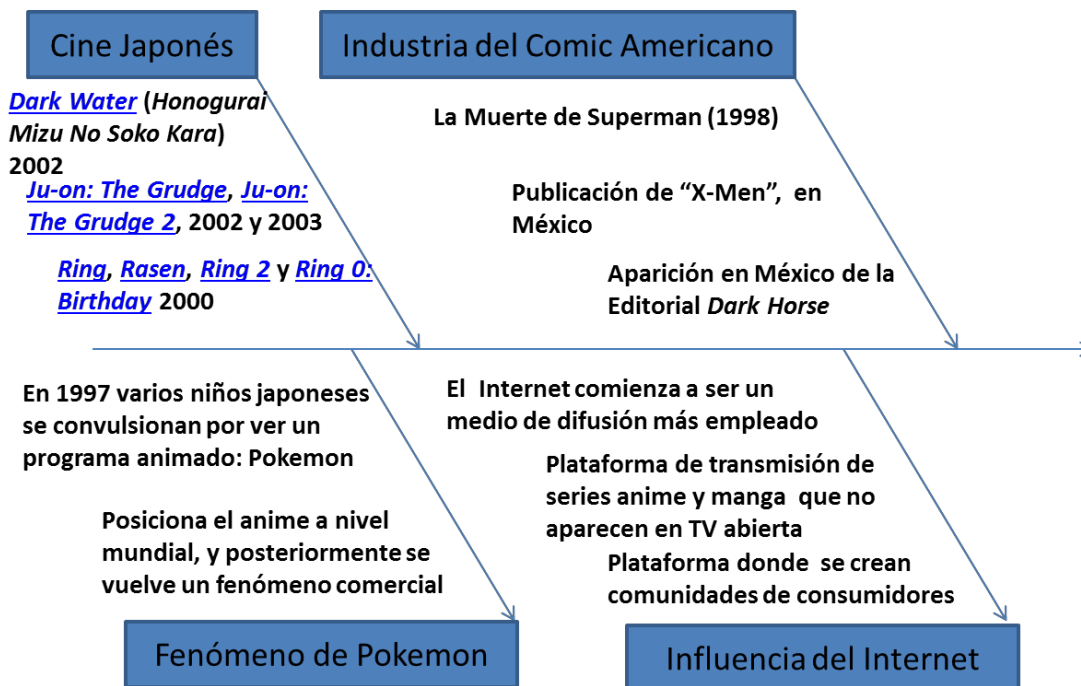 Cine Japonés
Industria del Comic Americano
Dark Water (Honogurai
Mizu No Soko Kara)
2002
Ju-on: The Grudge, Ju-on:
The Grudge 2, 2002 y 2003
Ring, Rasen, Ring 2 y Ring 0:
Birthday 2000
La Muerte de Superman (1998)
Publicación de “X-Men”, en
México
Aparición en México de la
Editorial Dark Horse
En 1997 varios niños japoneses
se convulsionan por ver un
programa animado: Pokemon
Posiciona el anime a nivel
mundial, y posteriormente se
vuelve un fenómeno comercial
El Internet comienza a ser un
medio de difusión más empleado
Plataforma de transmisión de
series anime y manga que no
aparecen en TV abierta
Plataforma donde se crean
comunidades de consumidores
Fenómeno de Pokemon
Influencia del Internet